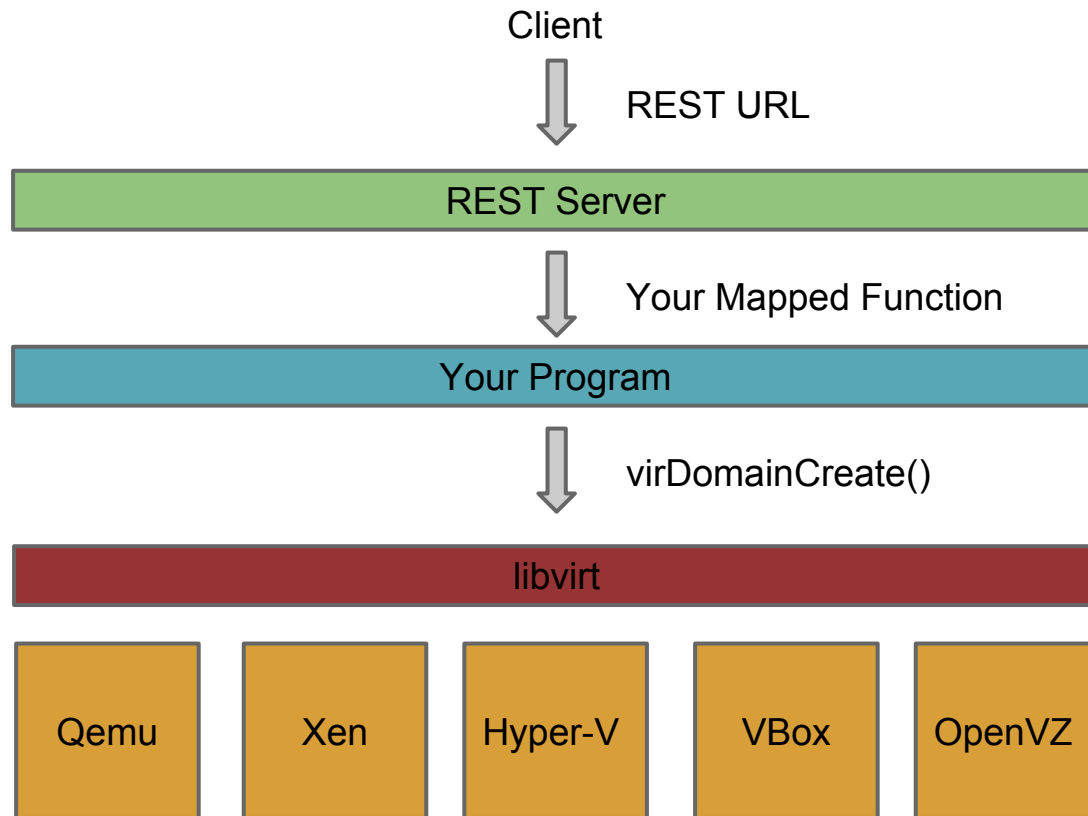 Client
REST URL
REST Server
Your Mapped Function
Your Program
virDomainCreate()
libvirt
Qemu
Xen
Hyper-V
VBox
OpenVZ